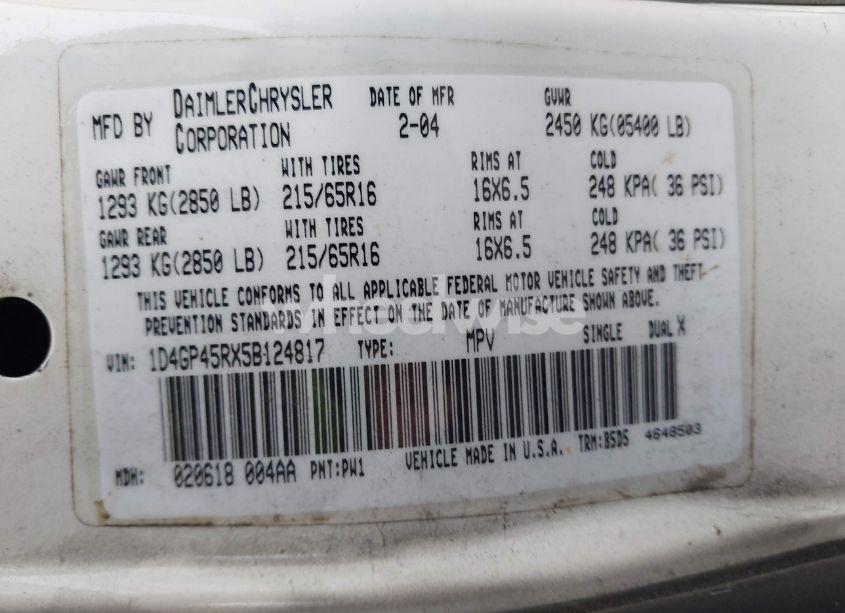 MFD BY DAIMLERCHRYSLER CORPORATION DATE OF MFR 2-04 GVWR 2450 KG(05400 LB)
GAWR FRONT WITH TIRES RIMS AT COLD
1293 KG(2850 LB) 215/65R16 16X6.5 248 KPA( 36 PSI)
GAWR REAR WITH TIRES RIMS AT COLD
1293 KG(2850 LB) 215/65R16 16X6.5 248 KPA( 36 PSI)
THIS VEHICLE CONFORMS TO ALL APPLICABLE FEDERAL MOTOR VEHICLE SAFETY AND THEFT
PREVENTION STANDARDS IN EFFECT ON THE DATE OF MANUFACTURE SHOWN ABOVE.
VIN: 1D4GP45RX5B124817 TYPE: MPV SINGLE DUAL X
MDH: 020618 004AA PNT:PW1 VEHICLE MADE IN U.S.A. TRM:B5D5 4648503